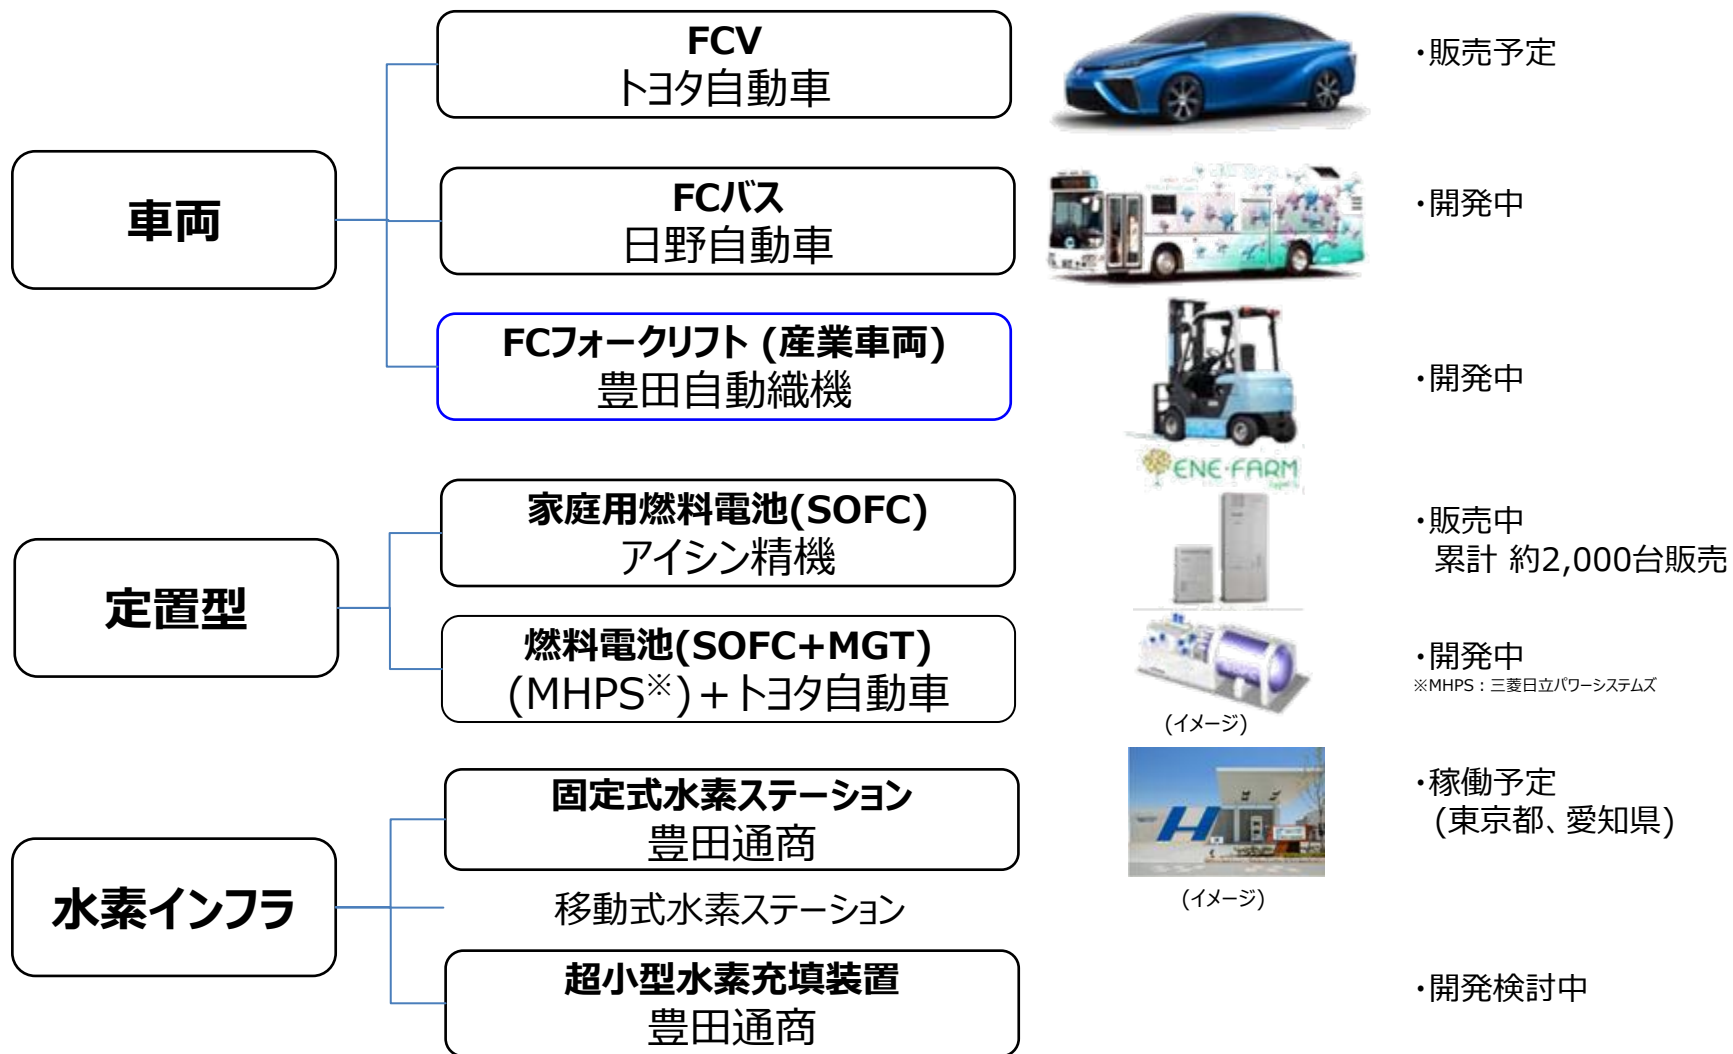 車両
FCV
トヨタ自動車
・販売予定
FCバス
日野自動車
・開発中
FCフォークリフト (産業車両)
豊田自動織機
・開発中
定置型
家庭用燃料電池(SOFC)
アイシン精機
ENE・FARM
・販売中
累計 約2,000台販売
燃料電池(SOFC+MGT)
(MHPS※)+トヨタ自動車
(イメージ)
・開発中
※MHPS:三菱日立パワーシステムズ
水素インフラ
固定式水素ステーション
豊田通商
(イメージ)
・稼働予定
(東京都、愛知県)
移動式水素ステーション
超小型水素充填装置
豊田通商
・開発検討中